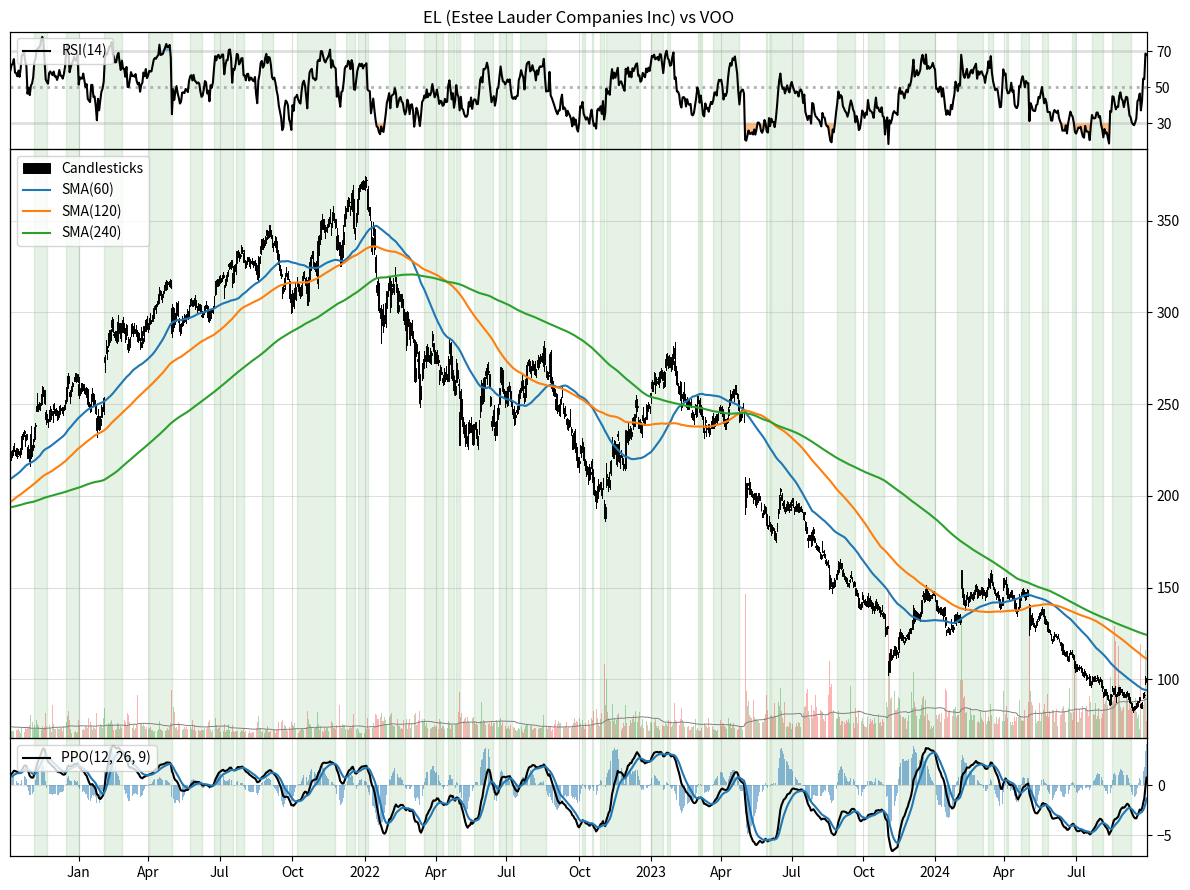 EL (Estee Lauder Companies Inc) vs VOO
RSI(14)
70
50
30
Candlesticks
SMA(60)
SMA(120)
SMA(240)
350
300
250
200
150
100
PPO(12, 26, 9)
0
−5
Jan Apr Jul Oct 2022 Apr Jul Oct 2023 Apr Jul Oct 2024 Apr Jul